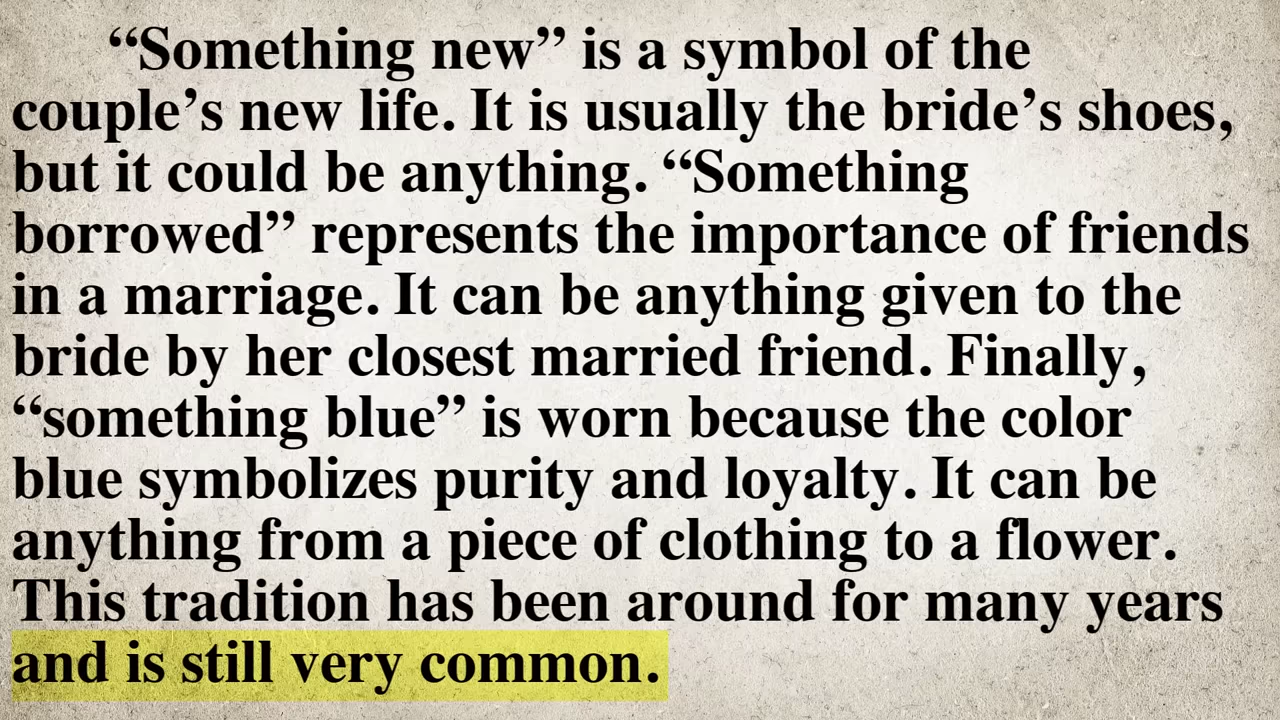 “Something new” is a symbol of the
couple’s new life. It is usually the bride’s shoes,
but it could be anything. “Something
borrowed” represents the importance of friends
in a marriage. It can be anything given to the
bride by her closest married friend. Finally,
“something blue” is worn because the color
blue symbolizes purity and loyalty. It can be
anything from a piece of clothing to a flower.
This tradition has been around for many years
and is still very common.